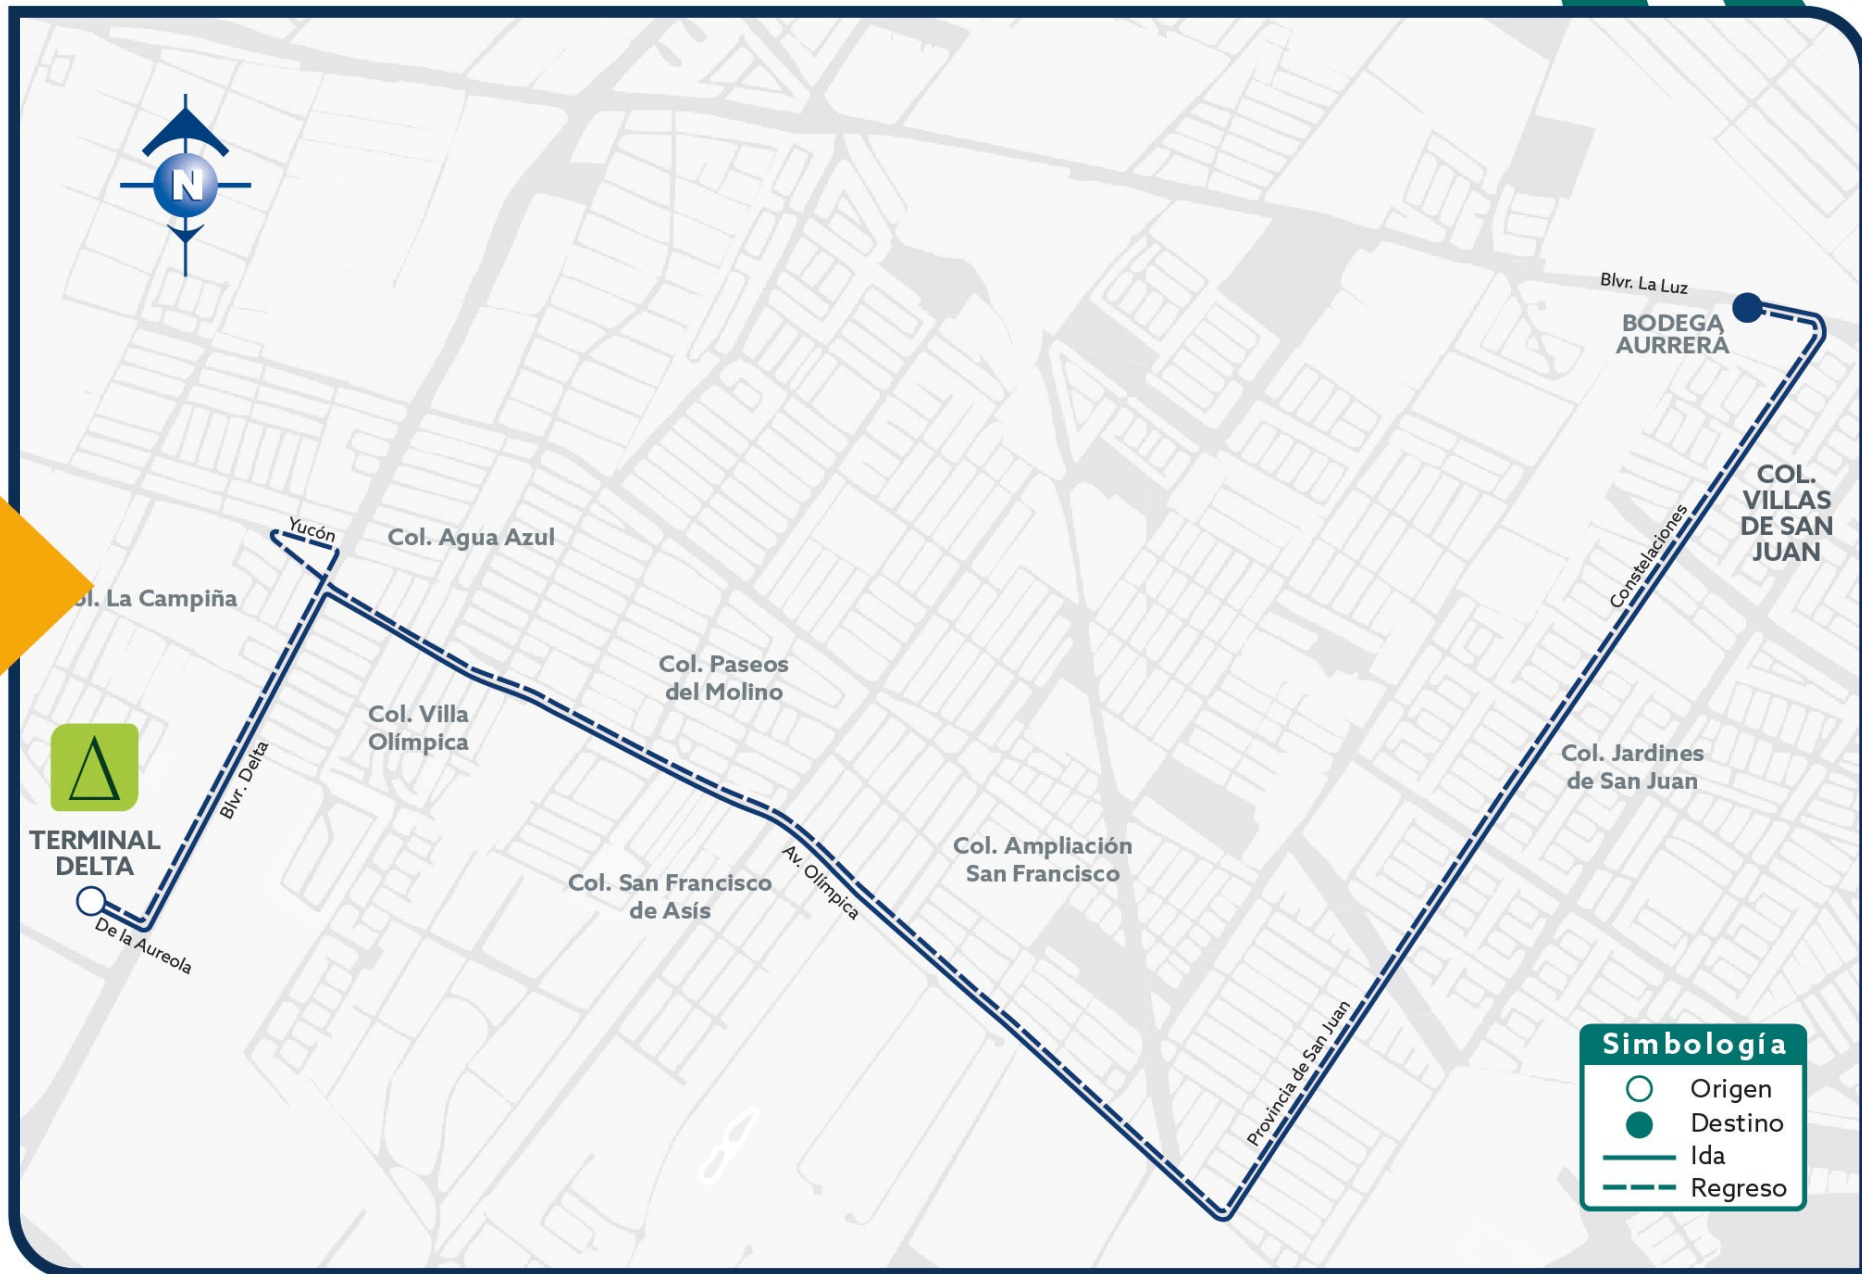 N
Blvr. La Luz
BODEGA
AURRERÁ
COL.
VILLAS
DE SAN
JUAN
Yucón
Col. Agua Azul
ol. La Campiña
Constelaciones
Col. Paseos
del Molino
Col. Villa
Olímpica
Blvr. Delta
Col. Jardines
de San Juan
Δ
TERMINAL
DELTA
De la Aureola
Col. San Francisco
de Asís
Av. Olímpica
Col. Ampliación
San Francisco
Provincia de San Juan
Simbología
Origen
Destino
Ida
Regreso